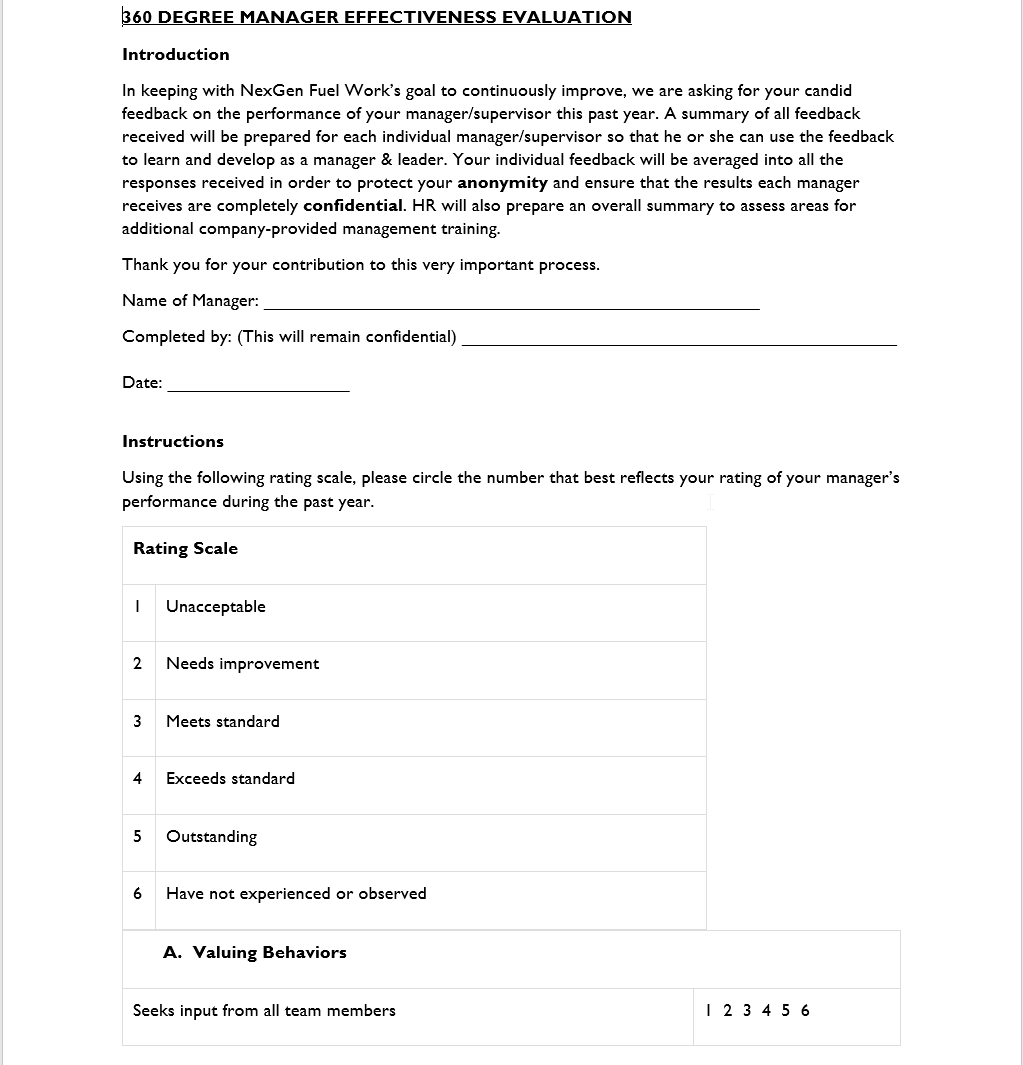 360 DEGREE MANAGER EFFECTIVENESS EVALUATION
Introduction
In keeping with NexGen Fuel Work's goal to continuously improve, we are asking for your candid
feedback on the performance of your manager/supervisor this past year. A summary of all feedback
received will be prepared for each individual manager/supervisor so that he or she can use the feedback
to learn and develop as a manager & leader. Your individual feedback will be averaged into all the
responses received in order to protect your anonymity and ensure that the results each manager
receives are completely confidential. HR will also prepare an overall summary to assess areas for
additional company-provided management training.
Thank you for your contribution to this very important process.
Name of Manager:
Completed by: (This will remain confidential)
Date:
Instructions
Using the following rating scale, please circle the number that best reflects your rating of your manager's
performance during the past year.
Rating Scale
1 Unacceptable
2 Needs improvement
3 Meets standard
4 Exceeds standard
5 Outstanding
6 Have not experienced or observed
A. Valuing Behaviors
Seeks input from all team members 1 2 3 4 5 6